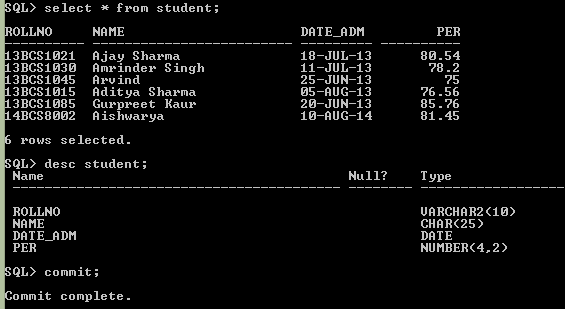 SQL> select * from student;
ROLLNO     NAME                      DATE_ADM         PER
---------- ------------------------- --------- ----------
13BCS1021  Ajay Sharma               18-JUL-13      80.54
13BCS1030  Amrinder Singh            11-JUL-13       78.2
13BCS1045  Arvind                    25-JUN-13         75
13BCS1015  Aditya Sharma             05-AUG-13      76.56
13BCS1085  Gurpreet Kaur             20-JUN-13      85.76
14BCS8002  Aishwarya                 10-AUG-14      81.45
6 rows selected.
SQL> desc student;
 Name                                      Null?    Type
 ----------------------------------------- -------- ------------------
 ROLLNO                                             VARCHAR2(10)
 NAME                                               CHAR(25)
 DATE_ADM                                           DATE
 PER                                                NUMBER(4,2)
SQL> commit;
Commit complete.